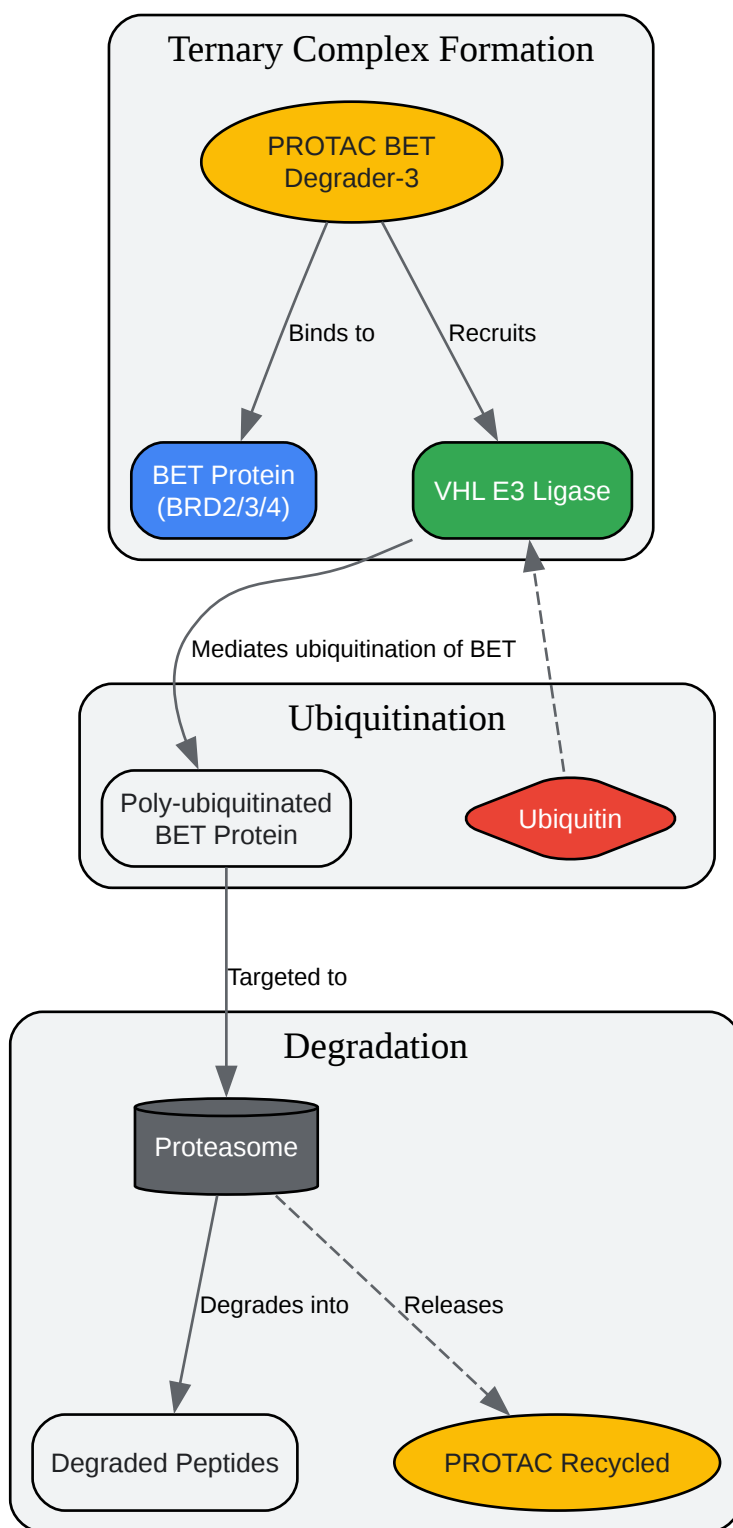 Ternary Complex Formation
PROTAC BET
Degrader-3
Binds to
Recruits
BET Protein
(BRD2/3/4)
VHL E3 Ligase
Mediates ubiquitination of BET
Ubiquitination
Poly-ubiquitinated
BET Protein
Ubiquitin
Targeted to
Degradation
Proteasome
Degrades into
Releases
Degraded Peptides
PROTAC Recycled